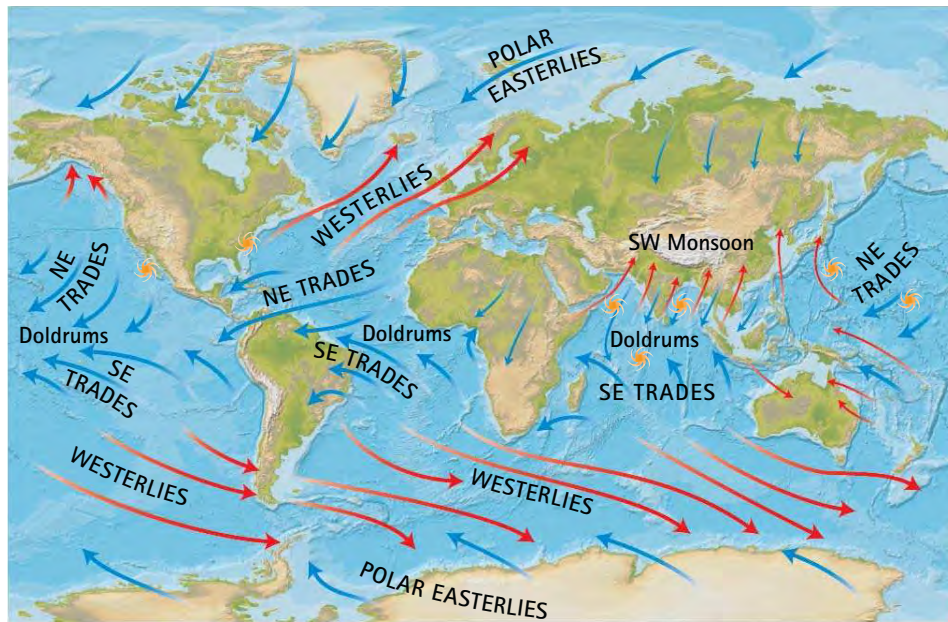 POLAR
EASTERLIES
WESTERLIES
SW Monsoon
NE
TRADES
NE TRADES
NE
TRADES
Doldrums
Doldrums
Doldrums
SE
TRADES
SE TRADES
SE TRADES
WESTERLIES
WESTERLIES
POLAR EASTERLIES